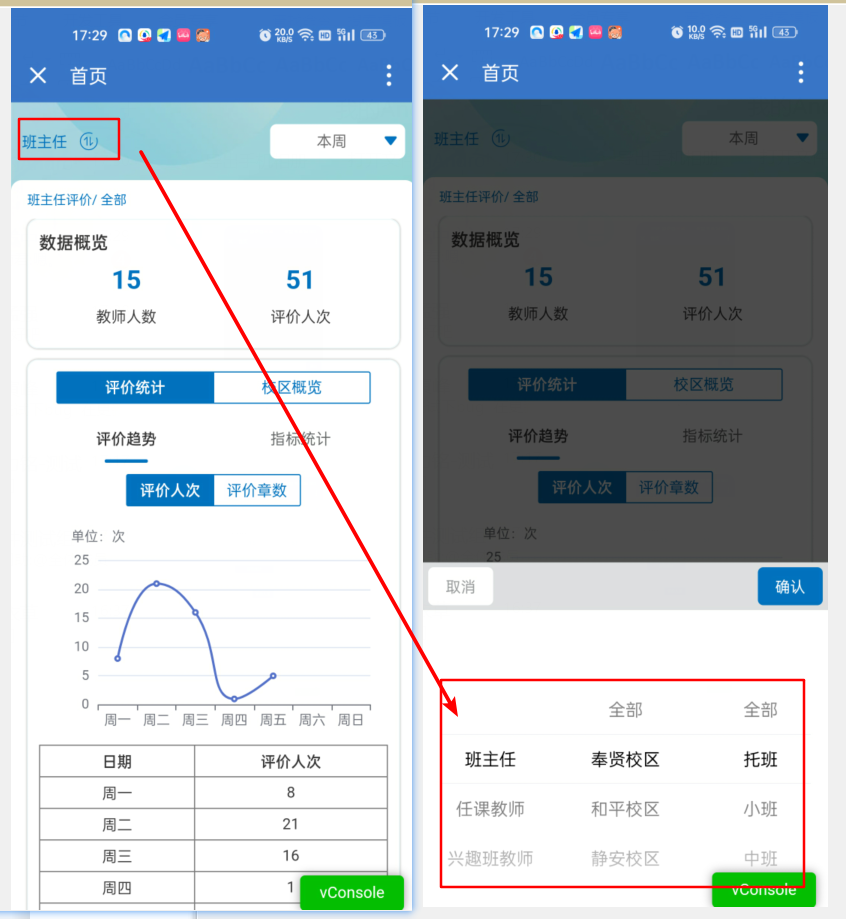 17:29 20.0 KB/S HD 5G 43
首页
班主任 本周
班主任评价/ 全部
数据概览
15 51
教师人数 评价人次
评价统计 校区概览
评价趋势 指标统计
评价人次 评价章数
单位：次
25
20
15
10
5
0
周一 周二 周三 周四 周五 周六 周日
日期 评价人次
周一 8
周二 21
周三 16
周四 1
vConsole
17:29 10.0 KB/S HD 5G 43
首页
班主任 本周
班主任评价/ 全部
数据概览
15 51
教师人数 评价人次
评价统计 校区概览
评价趋势 指标统计
评价人次 评价章数
单位：次
25
取消 确认
全部 全部
班主任 奉贤校区 托班
任课教师 和平校区 小班
兴趣班教师 静安校区 中班
vConsole